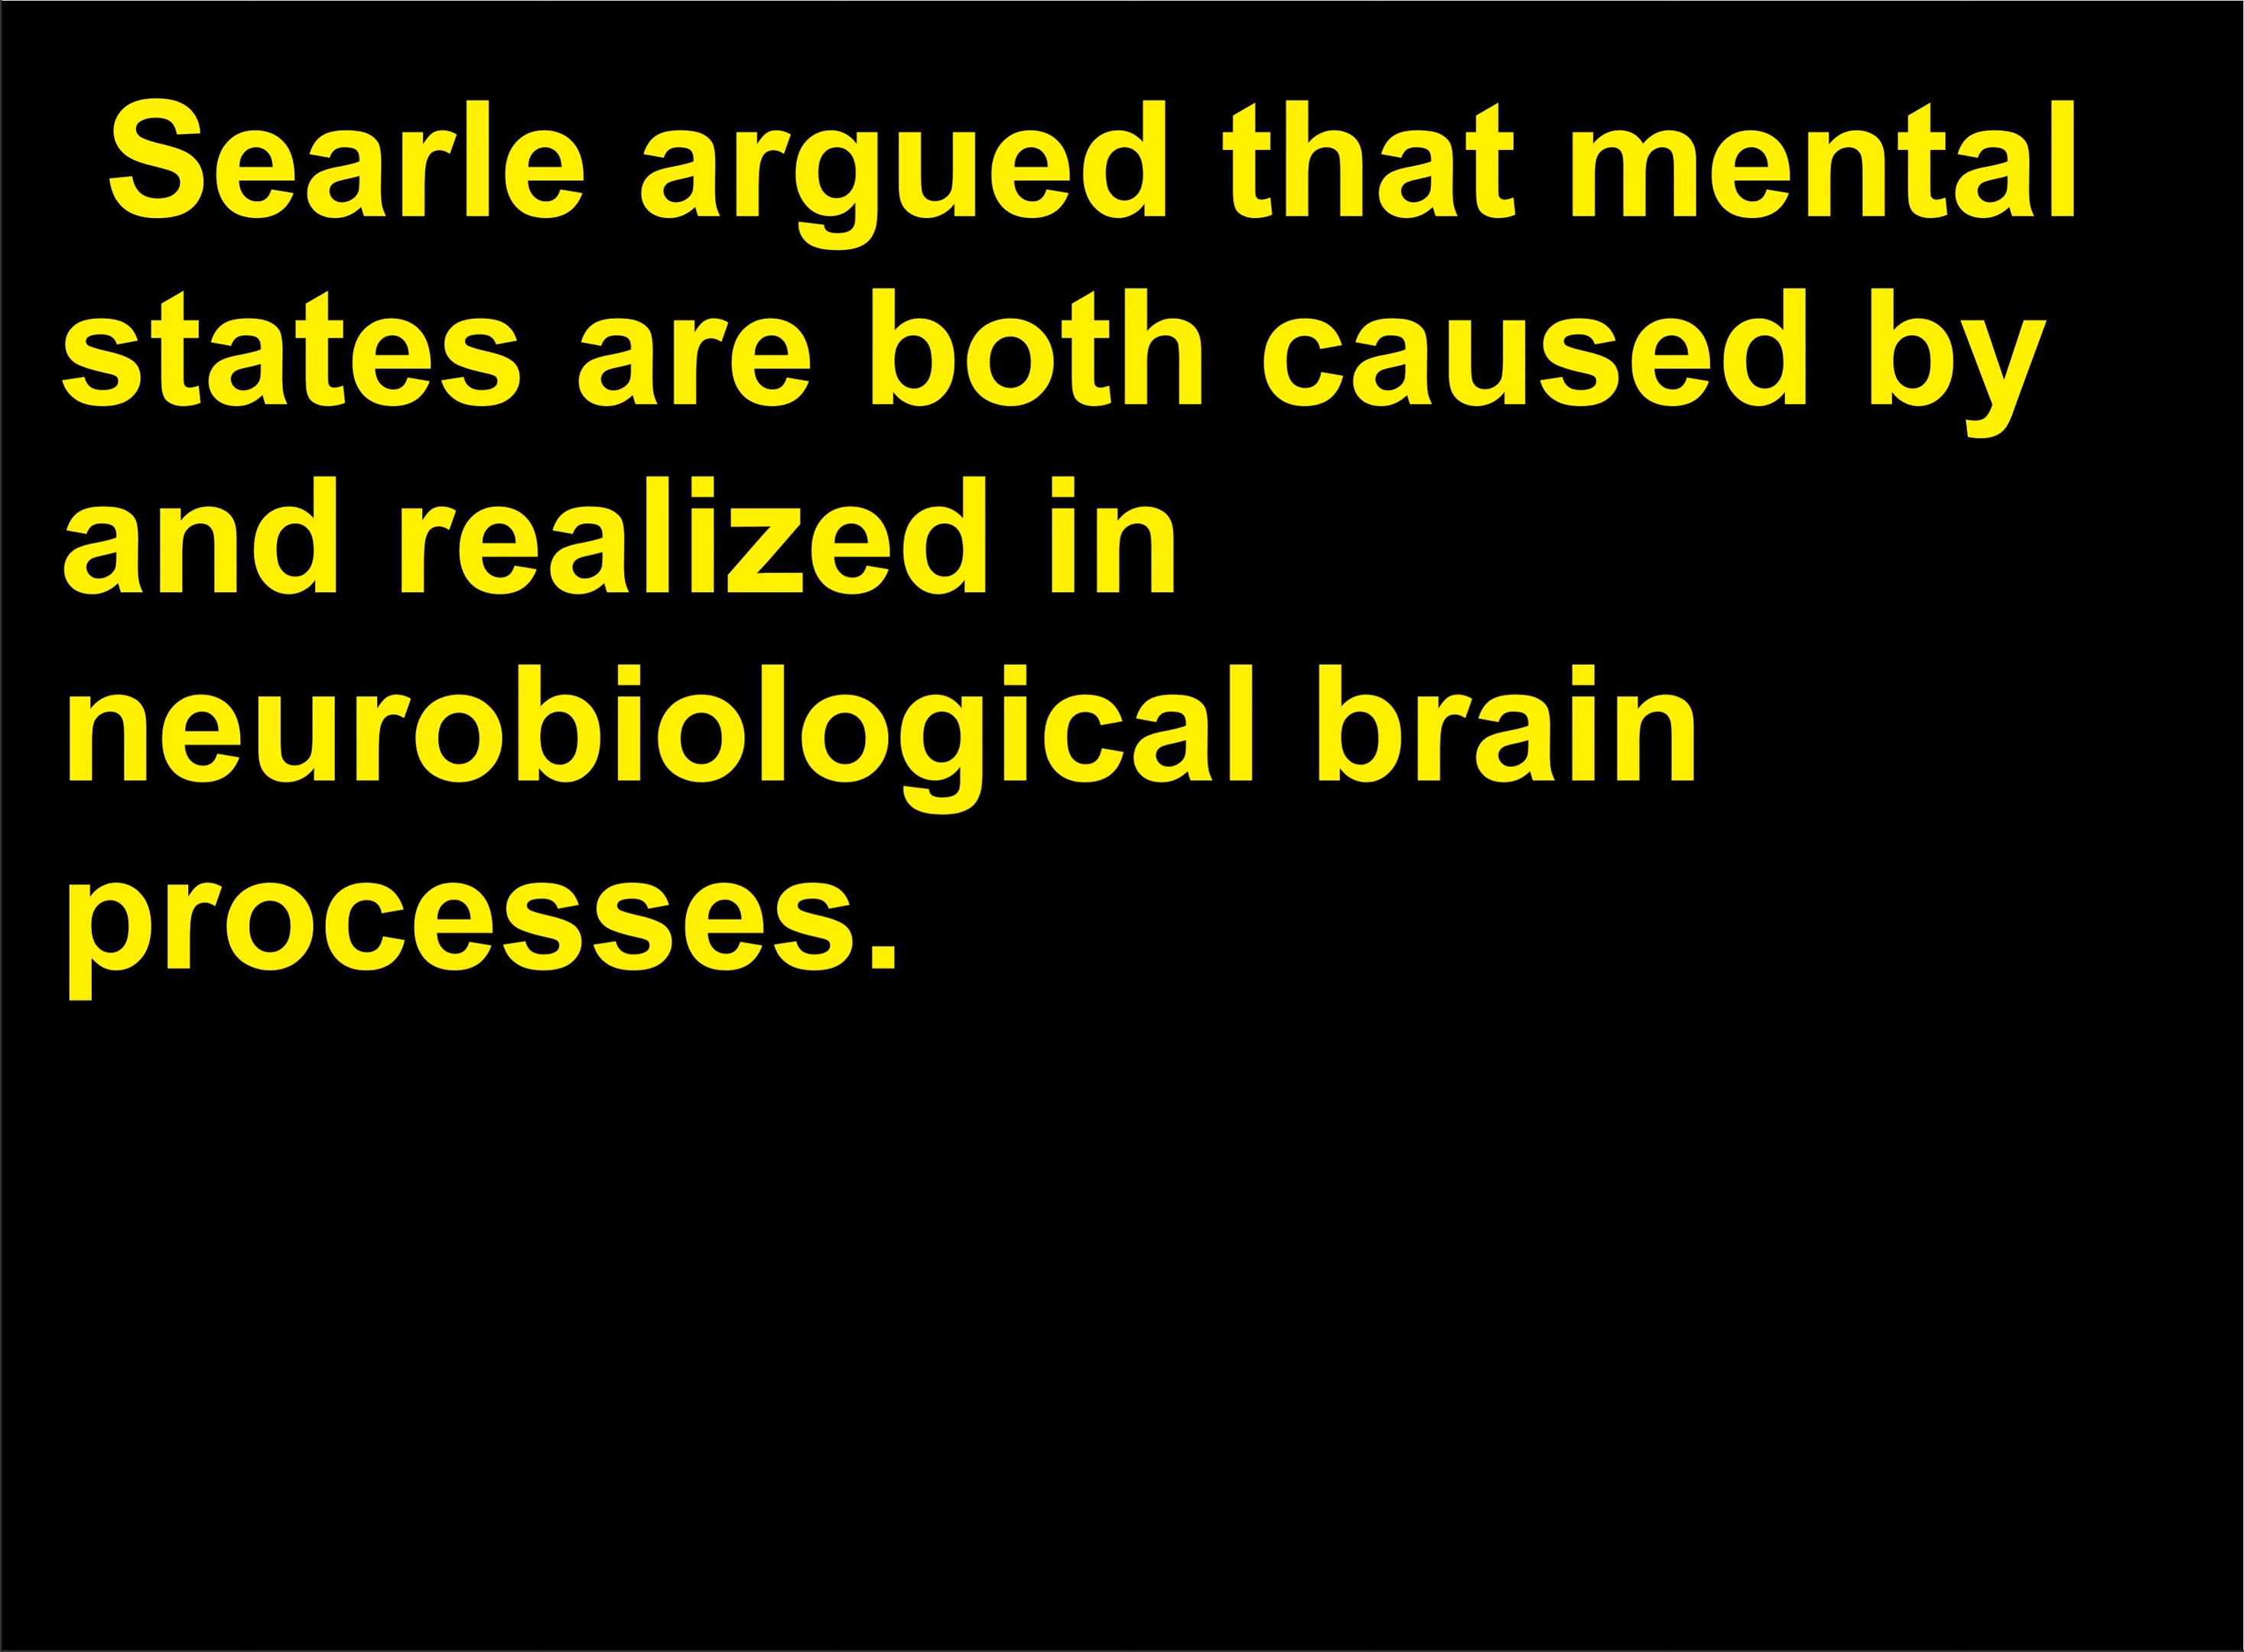 Searle argued that mental
states are both caused by
and realized in
neurobiological brain
processes.